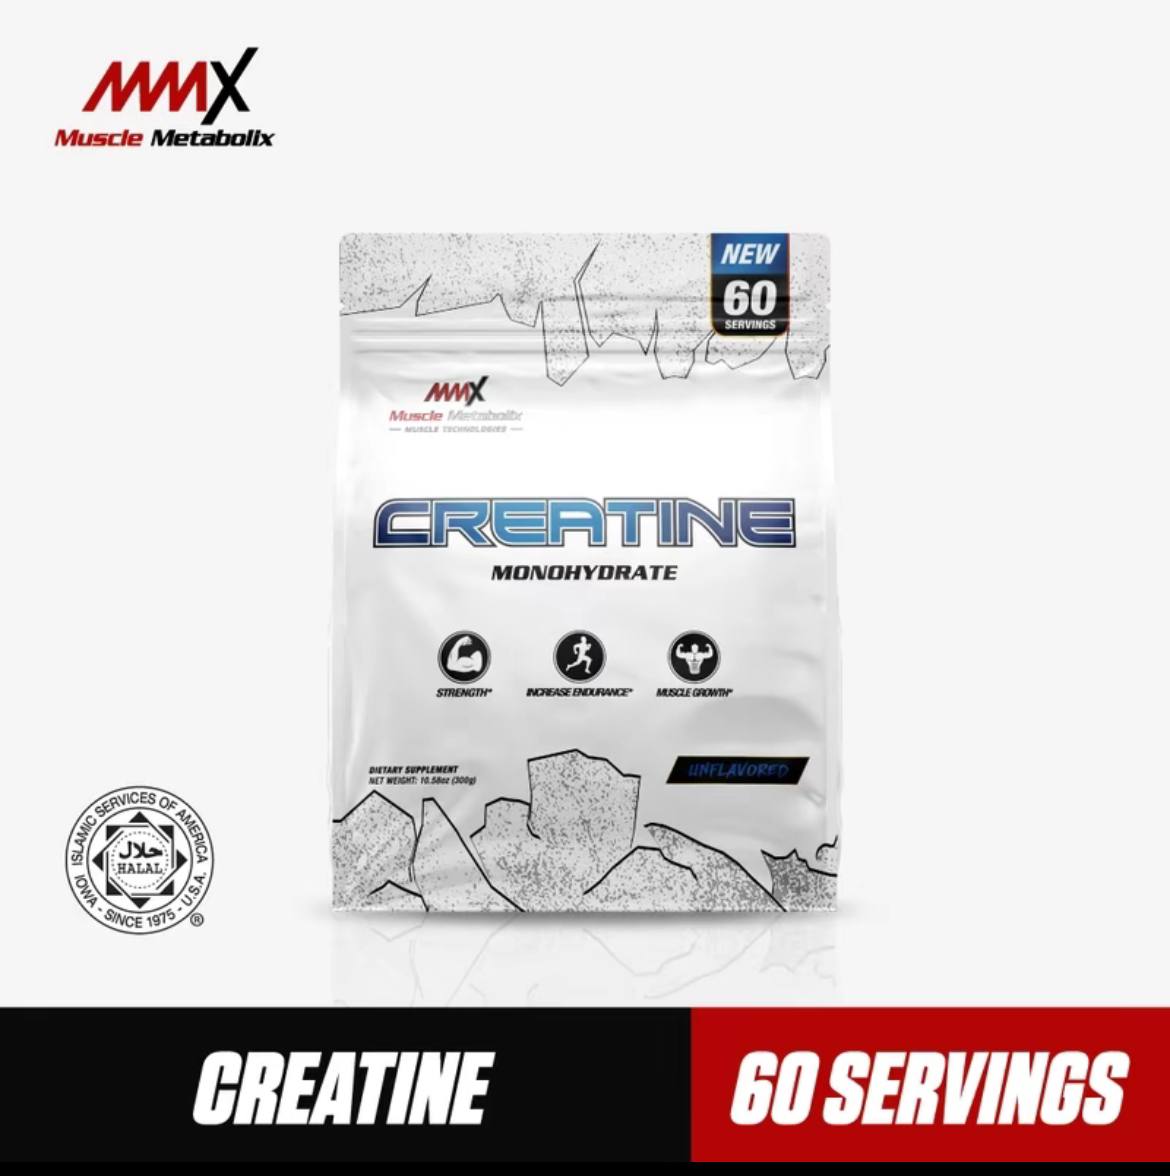 MMX
Muscle Metabolix
NEW
60
SERVINGS
MMX
Muscle Metabolix
MUSCLE TECHNOLOGIES
CREATINE
MONOHYDRATE
STRENGTH* INCREASE ENDURANCE* MUSCLE GROWTH*
DIETARY SUPPLEMENT
NET WEIGHT: 10.58oz (300g)
UNFLAVORED
ISLAMIC SERVICES OF AMERICA
حلال
HALAL
IOWA - SINCE 1975 - U.S.A.
®
CREATINE
60 SERVINGS